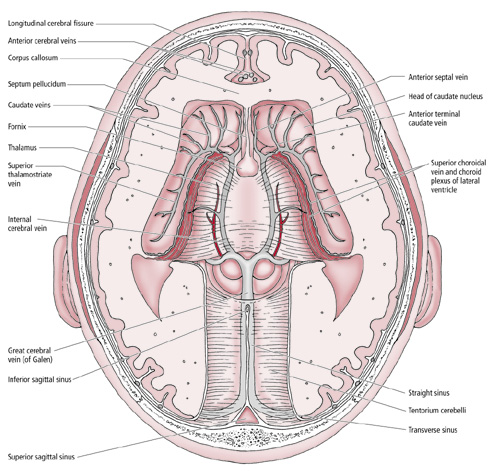 Longitudinal cerebral fissure
Anterior cerebral veins
Corpus callosum
Septum pellucidum
Caudate veins
Fornix
Thalamus
Superior
thalamostriate
vein
Internal
cerebral vein
Great cerebral
vein (of Galen)
Inferior sagittal sinus
Superior sagittal sinus
Anterior septal vein
Head of caudate nucleus
Anterior terminal
caudate vein
Superior choroidal
vein and choroid
plexus of lateral
ventricle
Straight sinus
Tentorium cerebelli
Transverse sinus